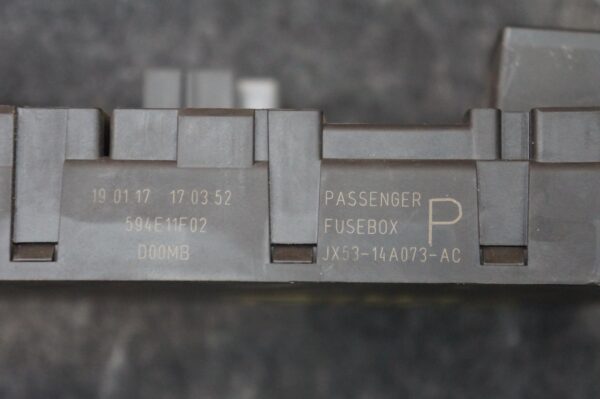 19 01 17 17 03 52
594E11F02
D00MB
PASSENGER
FUSEBOX
JX53-14A073-AC
P